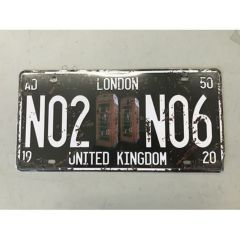 AD LONDON 50
NO2 NO6
19 UNITED KINGDOM 20